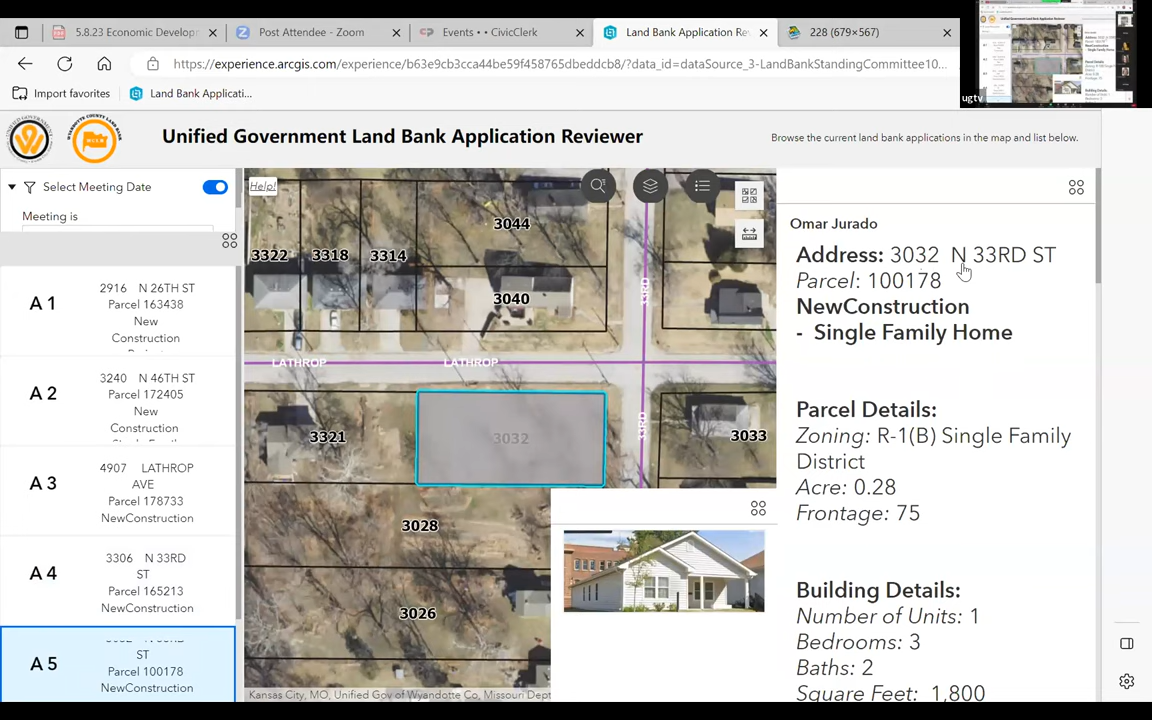 5.8.23 Economic Develop
Post Attendee - Zoom
Events • • CivicClerk
Land Bank Application Rev
228 (679×567)
https://experience.arcgis.com/experience/b63e9cb3cca44be59f458765dbeddcb8/?data_id=dataSource_3-LandBankStandingCommittee10...
Import favorites
Land Bank Applicati...
ugtv
Unified Government Land Bank Application Reviewer
Browse the current land bank applications in the map and list below.
Select Meeting Date
Meeting is
A 1
2916 N 26TH ST
Parcel 163438
New
Construction
A 2
3240 N 46TH ST
Parcel 172405
New
Construction
A 3
4907 LATHROP
AVE
Parcel 178733
NewConstruction
A 4
3306 N 33RD
ST
Parcel 165213
NewConstruction
A 5
3032 N 33RD
ST
Parcel 100178
NewConstruction
Help!
3044
3322
3318
3314
3040
33RD
LATHROP
LATHROP
3321
3032
33RD
3033
3028
3026
Kansas City, MO, Unified Gov of Wyandotte Co, Missouri Dept
Omar Jurado
Address: 3032 N 33RD ST
Parcel: 100178
NewConstruction
- Single Family Home
Parcel Details:
Zoning: R-1(B) Single Family
District
Acre: 0.28
Frontage: 75
Building Details:
Number of Units: 1
Bedrooms: 3
Baths: 2
Square Feet: 1,800